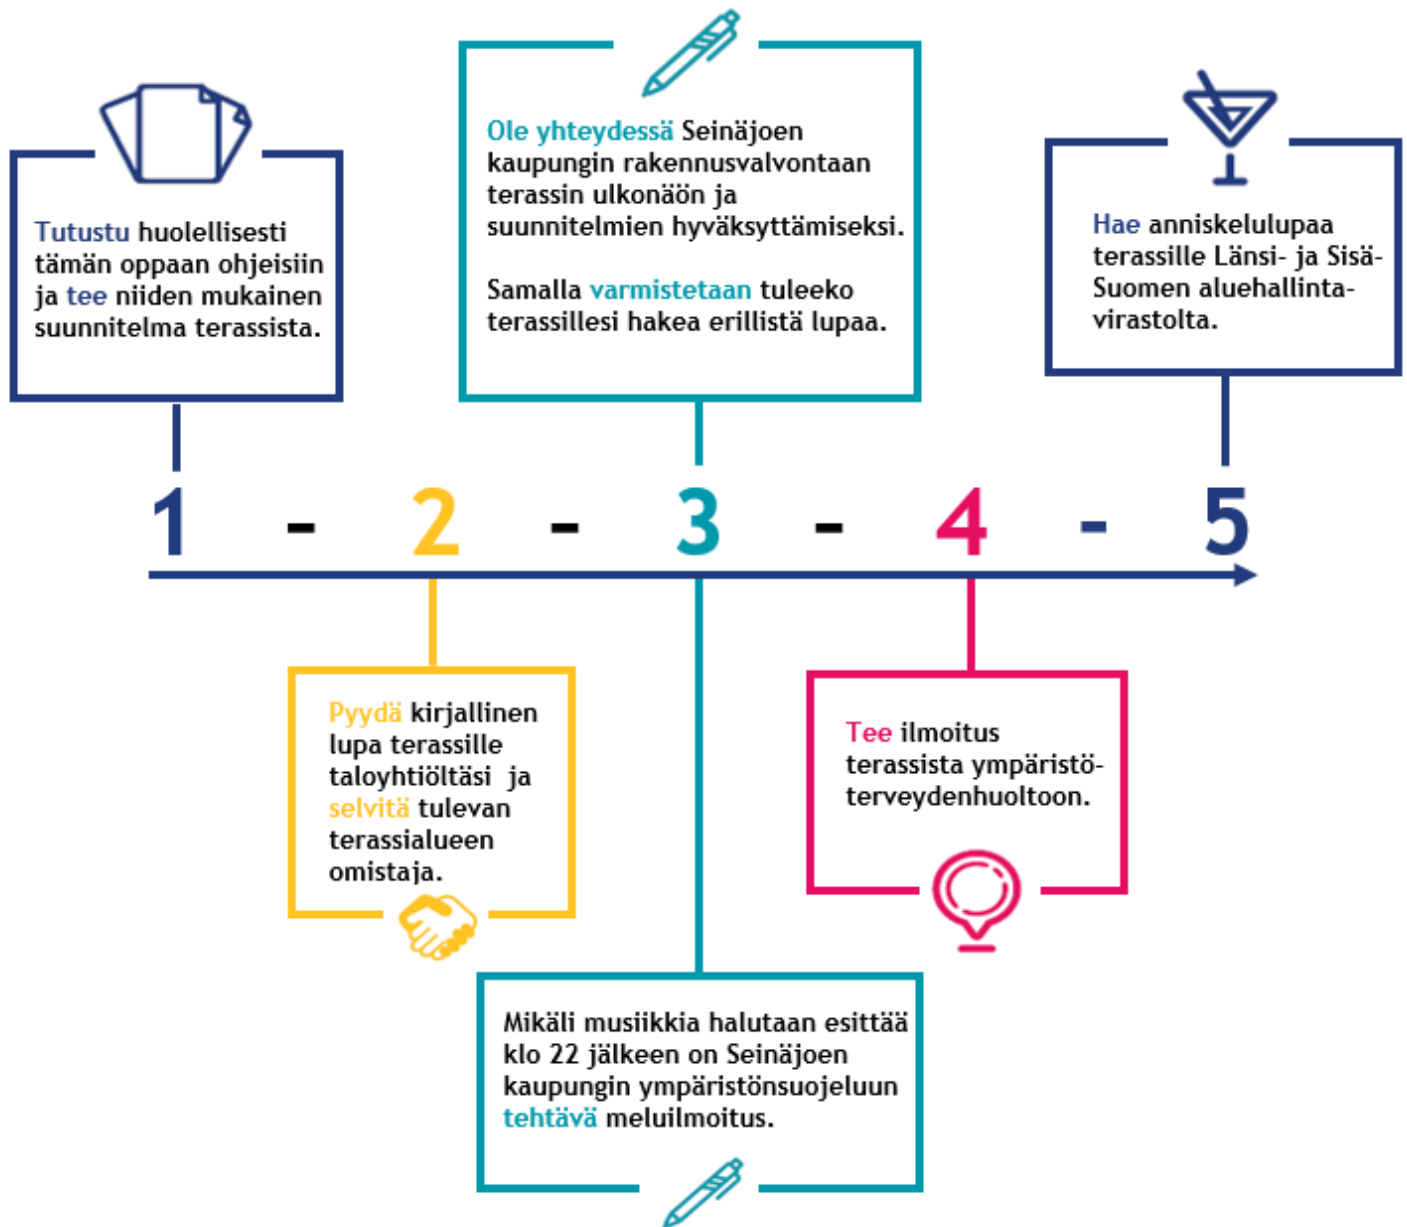 Tutustu huolellisesti
tämän oppaan ohjeisiin
ja tee niiden mukainen
suunnitelma terassista.
Ole yhteydessä Seinäjoen
kaupungin rakennusvalvontaan
terassin ulkonäön ja
suunnitelmien hyväksyttämiseksi.
Samalla varmistetaan tuleeko
terassillesi hakea erillistä lupaa.
Hae anniskelulupaa
terassille Länsi- ja Sisä-
Suomen aluehallinta-
virastolta.
1 - 2 - 3 - 4 - 5
Pyydä kirjallinen
lupa terassille
taloyhtiöltäsi ja
selvitä tulevan
terassialueen
omistaja.
Tee ilmoitus
terassista ympäristö-
terveydenhuoltoon.
Mikäli musiikkia halutaan esittää
klo 22 jälkeen on Seinäjoen
kaupungin ympäristönsuojeluun
tehtävä meluilmoitus.